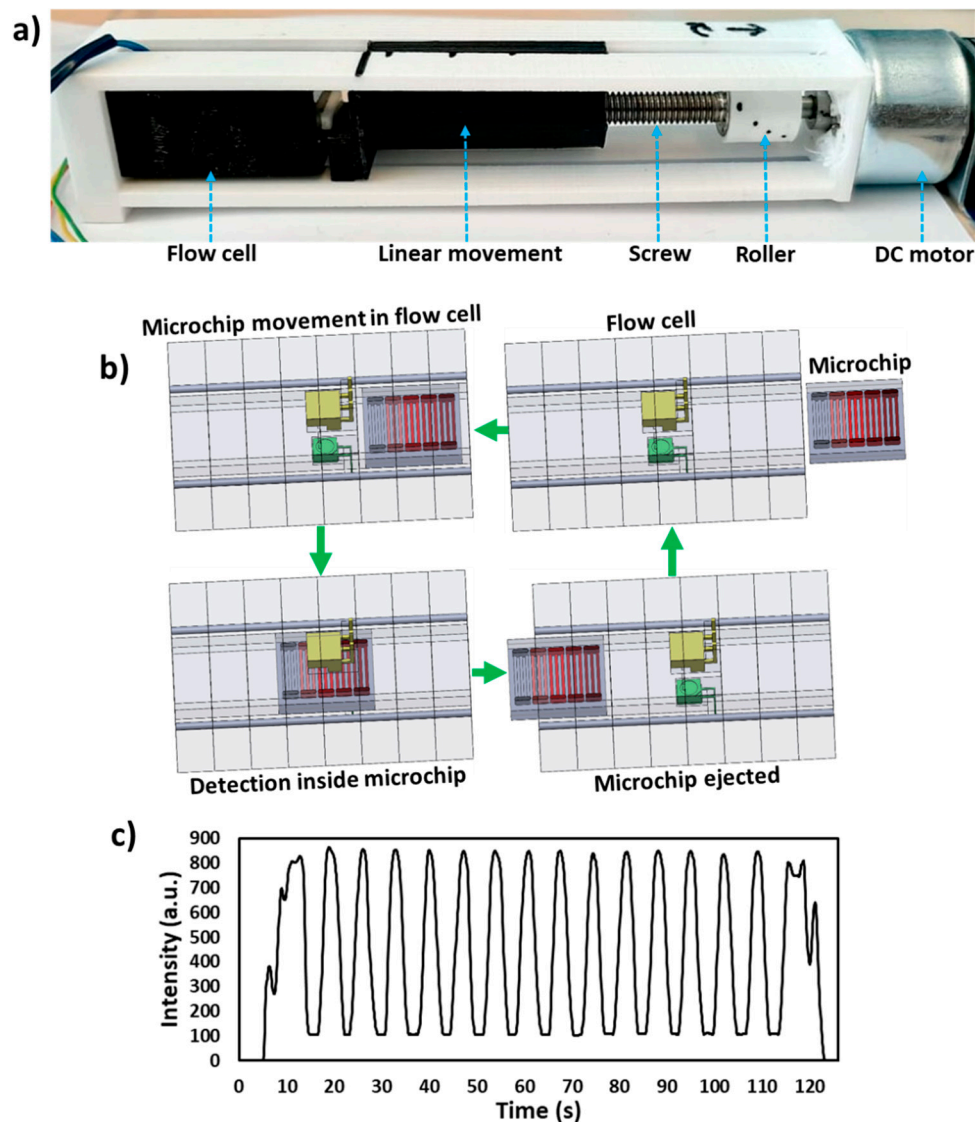 a)
Flow cell
Linear movement
Screw
Roller
DC motor
b)
Microchip movement in flow cell
Flow cell
Microchip
Detection inside microchip
Microchip ejected
c)
Intensity (a.u.)
900
800
700
600
500
400
300
200
100
0
0 10 20 30 40 50 60 70 80 90 100 110 120
Time (s)